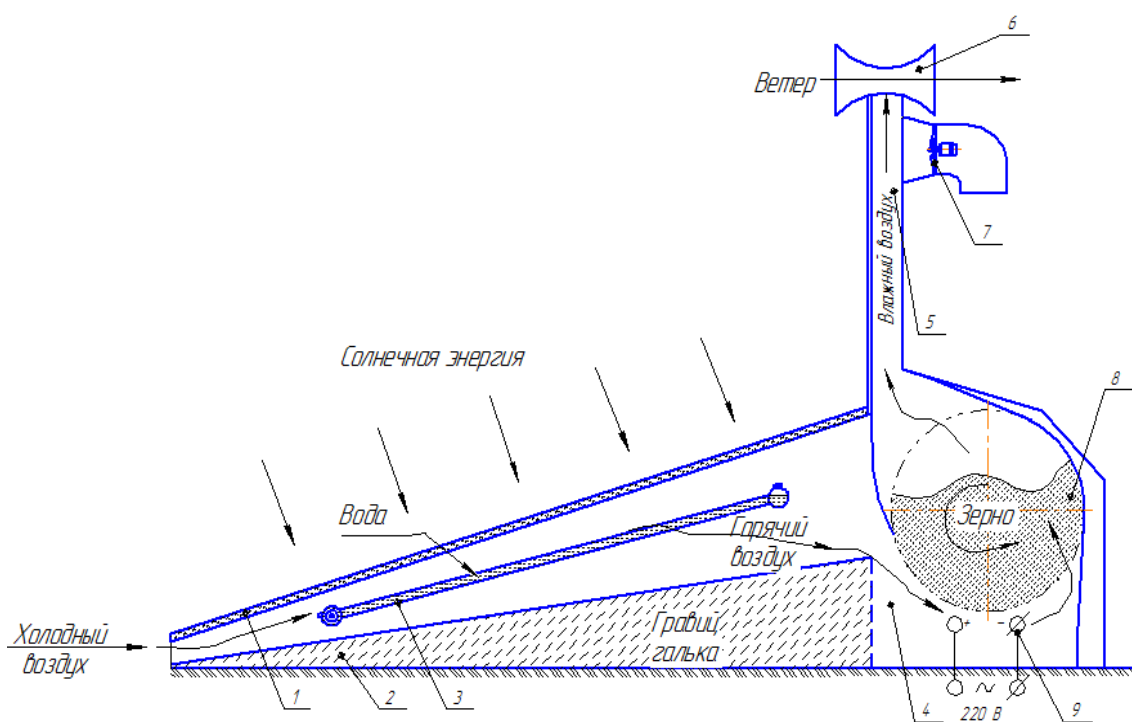 6
Ветер
7
Влажный воздух
5
Солнечная энергия
8
Вода
Горячий
воздух
Зерно
Холодный
воздух
Гравий,
галька
+ −
~
220 В
1
2
3
4
9